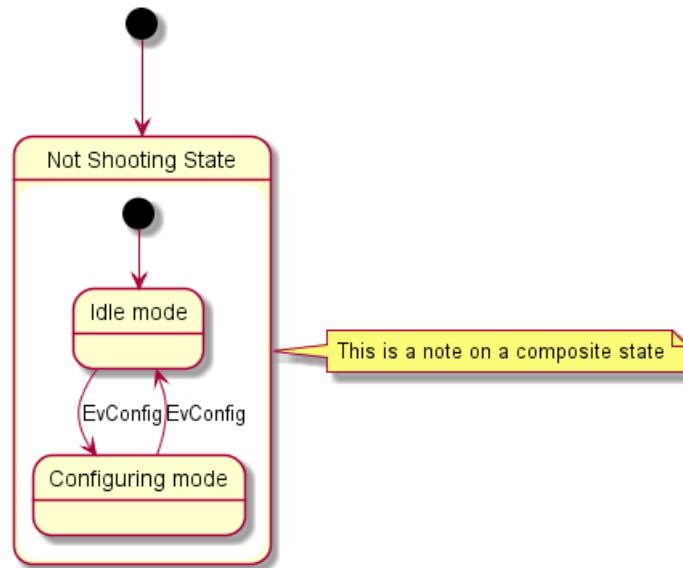 Not Shooting State
Idle mode
This is a note on a composite state
EvConfig
EvConfig
Configuring mode